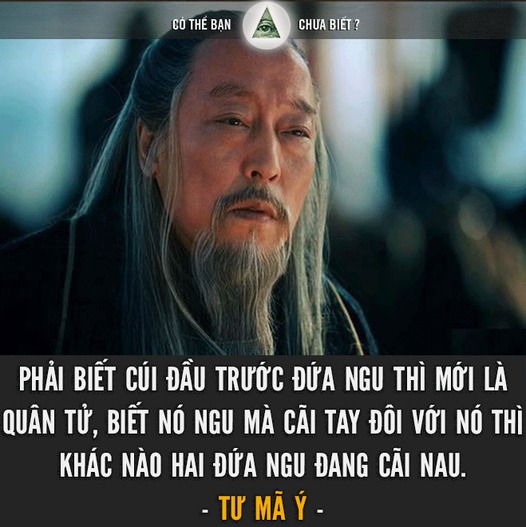 CÓ THỂ BẠN CHƯA BIẾT ?
PHẢI BIẾT CÚI ĐẦU TRƯỚC ĐỨA NGU THÌ MỚI LÀ
QUÂN TỬ, BIẾT NÓ NGU MÀ CÃI TAY ĐÔI VỚI NÓ THÌ
KHÁC NÀO HAI ĐỨA NGU ĐANG CÃI NAU.
- TƯ MÃ Ý -